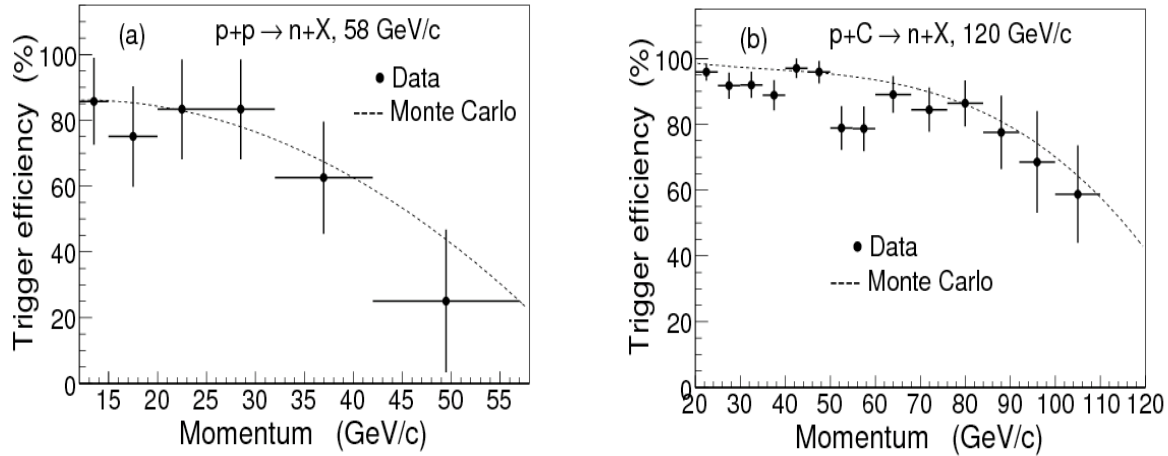 (a) p+p → n+X, 58 GeV/c
Data
Monte Carlo
Trigger efficiency (%)
100
80
60
40
20
0
15 20 25 30 35 40 45 50 55
Momentum (GeV/c)
(b) p+C → n+X, 120 GeV/c
Data
Monte Carlo
Trigger efficiency (%)
100
80
60
40
20
0
20 30 40 50 60 70 80 90 100 110 120
Momentum (GeV/c)